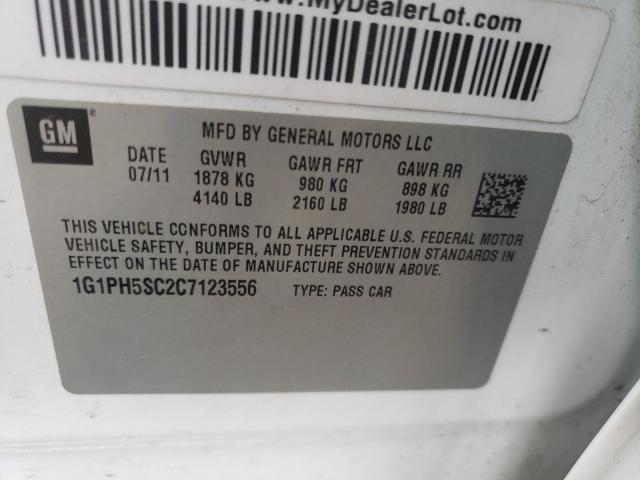 www.MyDealerLot.com
GM
MFD BY GENERAL MOTORS LLC
DATE GVWR GAWR FRT GAWR RR
07/11 1878 KG 980 KG 898 KG
4140 LB 2160 LB 1980 LB
THIS VEHICLE CONFORMS TO ALL APPLICABLE U.S. FEDERAL MOTOR
VEHICLE SAFETY, BUMPER, AND THEFT PREVENTION STANDARDS IN
EFFECT ON THE DATE OF MANUFACTURE SHOWN ABOVE.
1G1PH5SC2C7123556 TYPE: PASS CAR